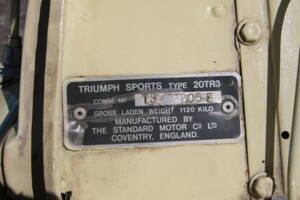 TRIUMPH SPORTS TYPE 20TR3
COMM. Nº
GROSS LADEN WEIGHT 1120 KILO
MANUFACTURED BY
THE STANDARD MOTOR Cº LTD
COVENTRY, ENGLAND.